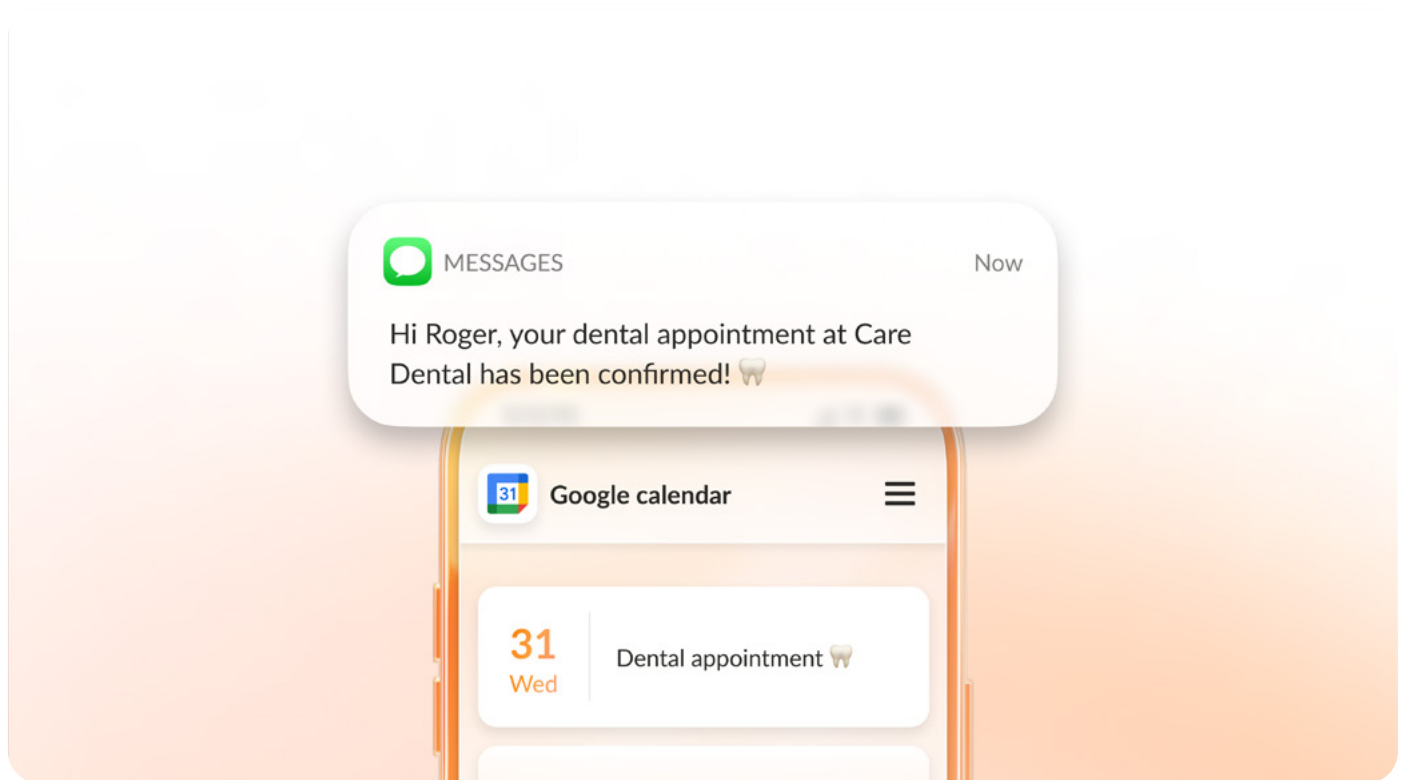 MESSAGES
Now
Hi Roger, your dental appointment at Care
Dental has been confirmed! 🦷
31
Google calendar
31
Wed
Dental appointment 🦷